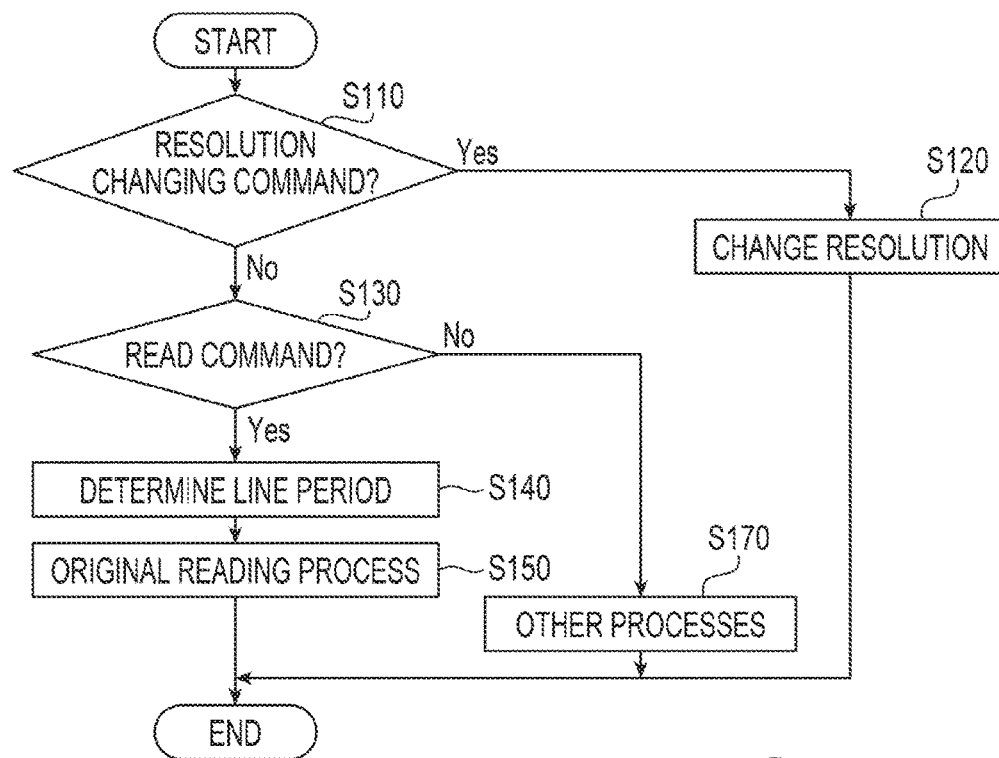 START
S110
RESOLUTION
CHANGING COMMAND?
Yes
S120
CHANGE RESOLUTION
No
S130
READ COMMAND?
No
Yes
DETERMINE LINE PERIOD
S140
S170
ORIGINAL READING PROCESS
S150
OTHER PROCESSES
END